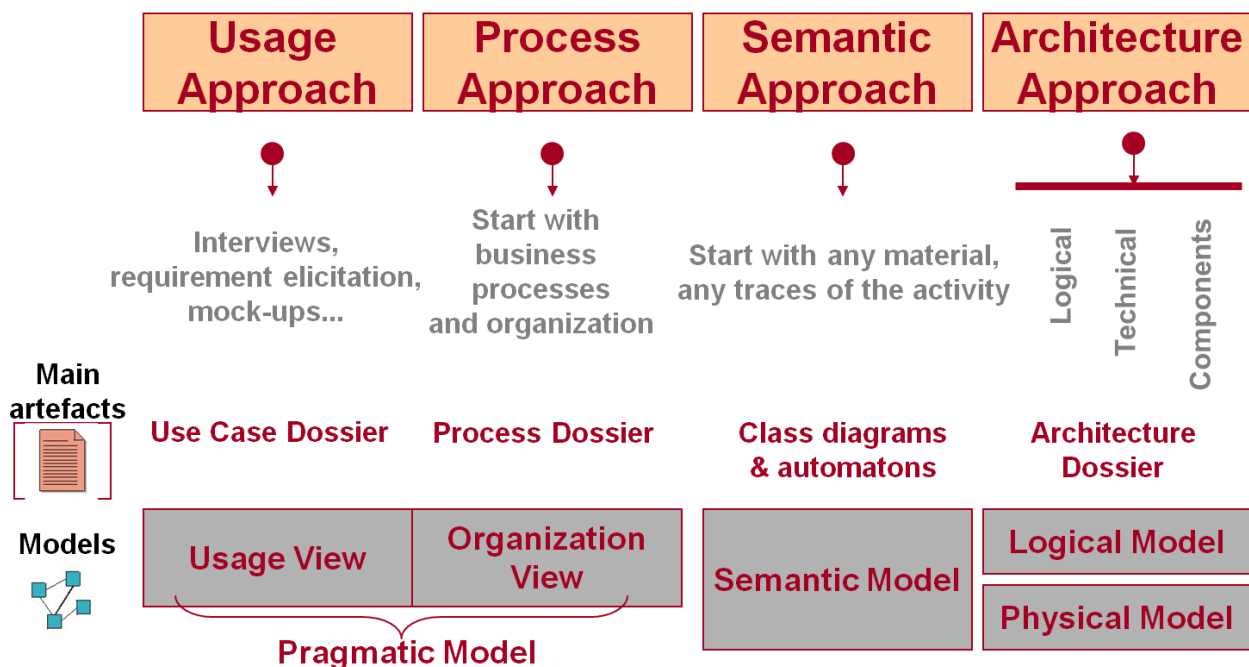 Usage
Approach
Process
Approach
Semantic
Approach
Architecture
Approach
Interviews,
requirement elicitation,
mock-ups...
Start with
business
processes
and organization
Start with any material,
any traces of the activity
Logical
Technical
Components
Main
artefacts
Use Case Dossier
Process Dossier
Class diagrams
& automatons
Architecture
Dossier
Models
Usage View
Organization
View
Pragmatic Model
Semantic Model
Logical Model
Physical Model